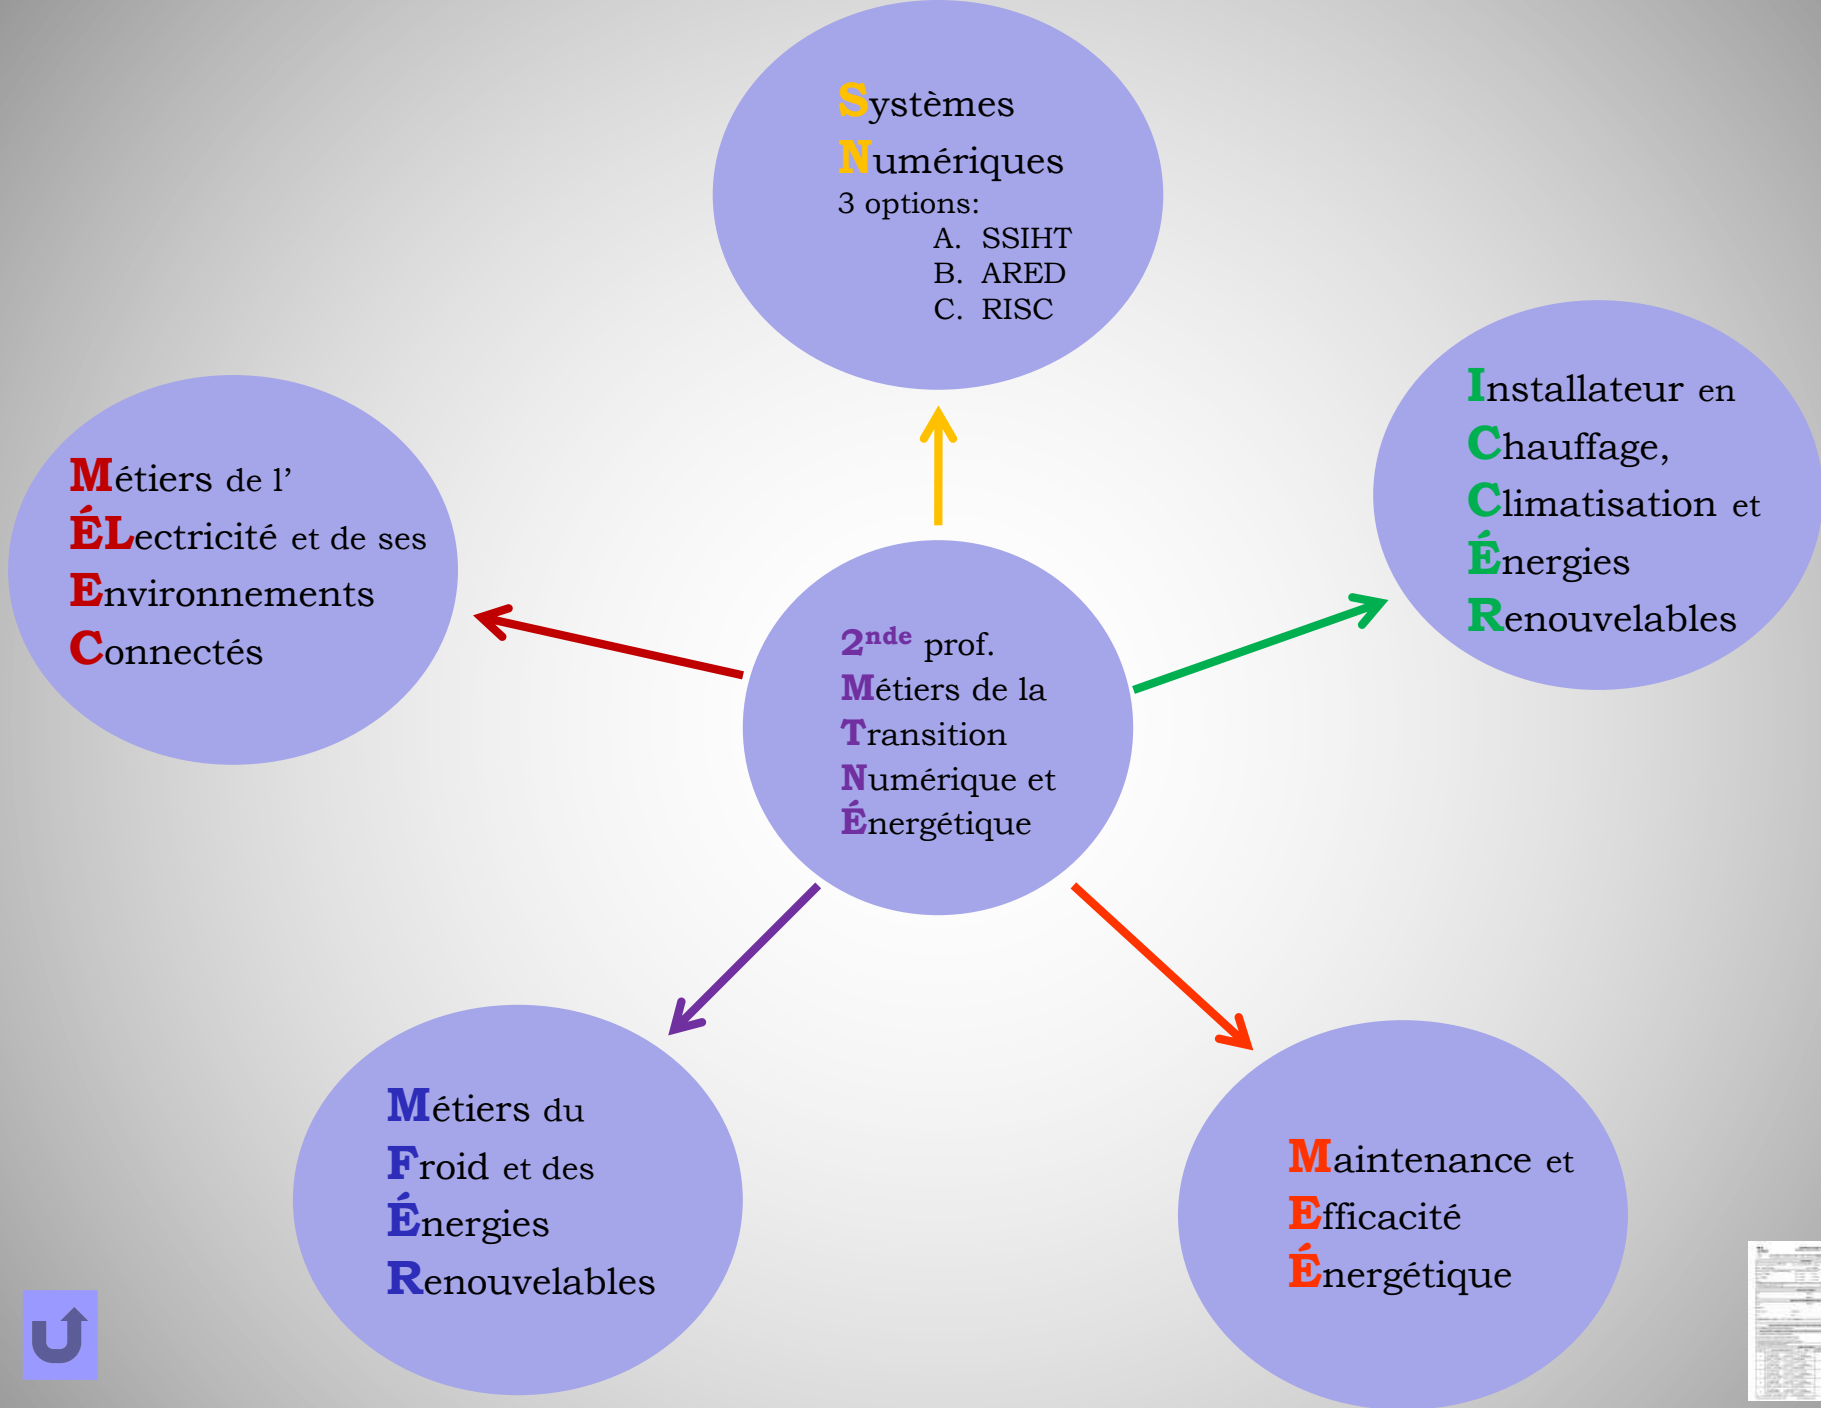 Systèmes
Numériques
3 options:
A. SSIHT
B. ARED
C. RISC
Installateur en
Chauffage,
Climatisation et
Énergies
Renouvelables
Métiers de l’
ÉLectricité et de ses
Environnements
Connectés
2nde prof.
Métiers de la
Transition
Numérique et
Énergétique
Métiers du
Froid et des
Énergies
Renouvelables
Maintenance et
Efficacité
Énergétique